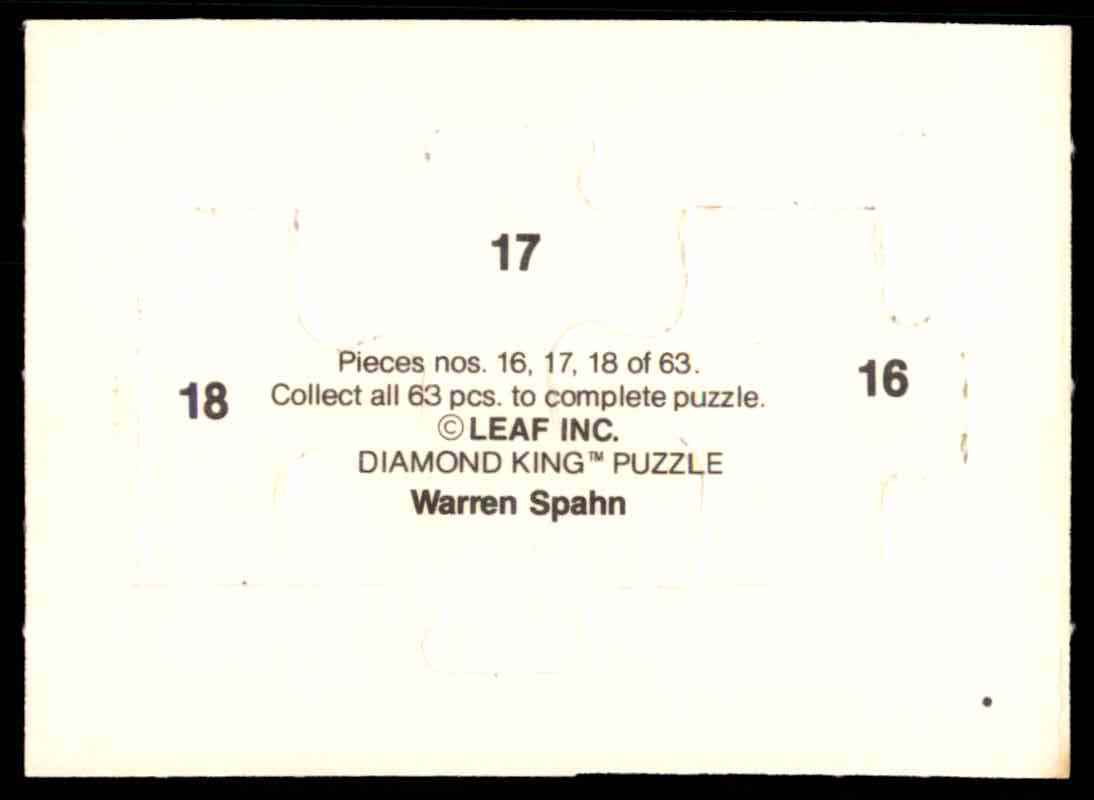 17
Pieces nos. 16, 17, 18 of 63.
16
18
Collect all 63 pcs. to complete puzzle.
©LEAF INC.
DIAMOND KING™ PUZZLE
Warren Spahn